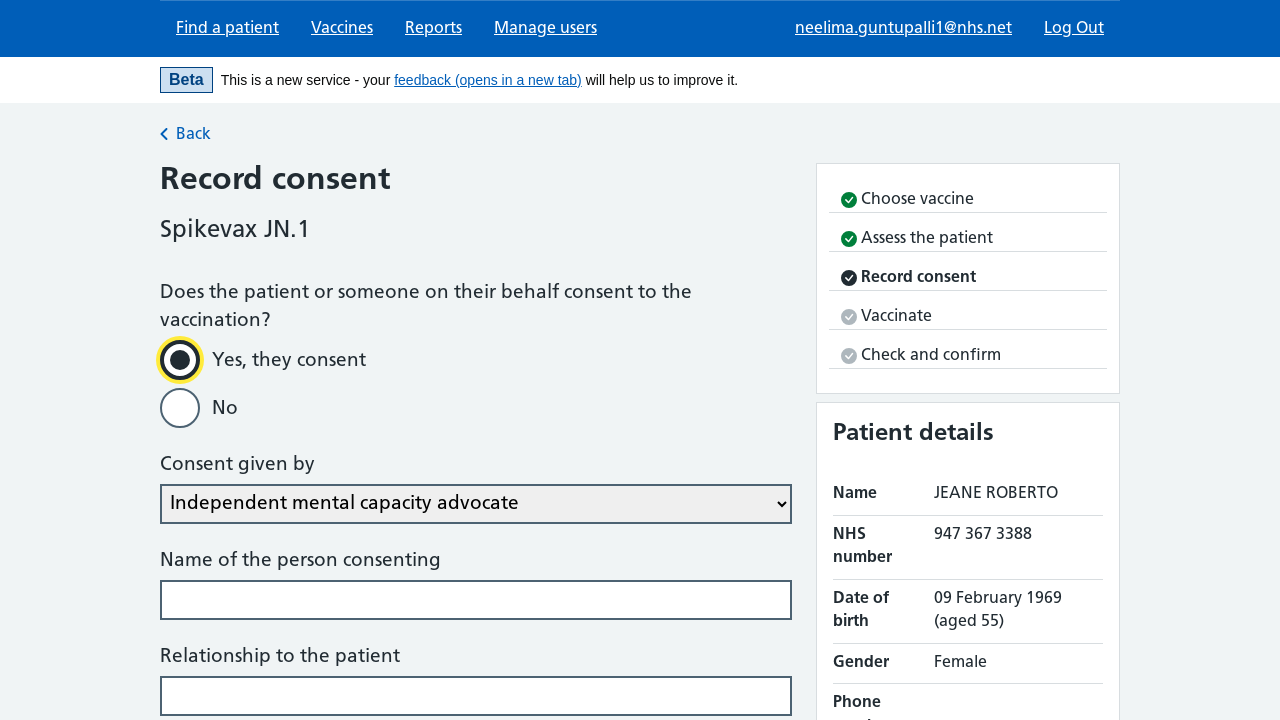 Find a patient
Vaccines
Reports
Manage users
neelima.guntupalli1@nhs.net
Log Out
Beta
This is a new service - your feedback (opens in a new tab) will help us to improve it.
Back
Record consent
Spikevax JN.1
Does the patient or someone on their behalf consent to the
vaccination?
Yes, they consent
No
Consent given by
Independent mental capacity advocate
Name of the person consenting
Relationship to the patient
Choose vaccine
Assess the patient
Record consent
Vaccinate
Check and confirm
Patient details
Name JEANE ROBERTO
NHS 947 367 3388
number
Date of 09 February 1969
birth (aged 55)
Gender Female
Phone